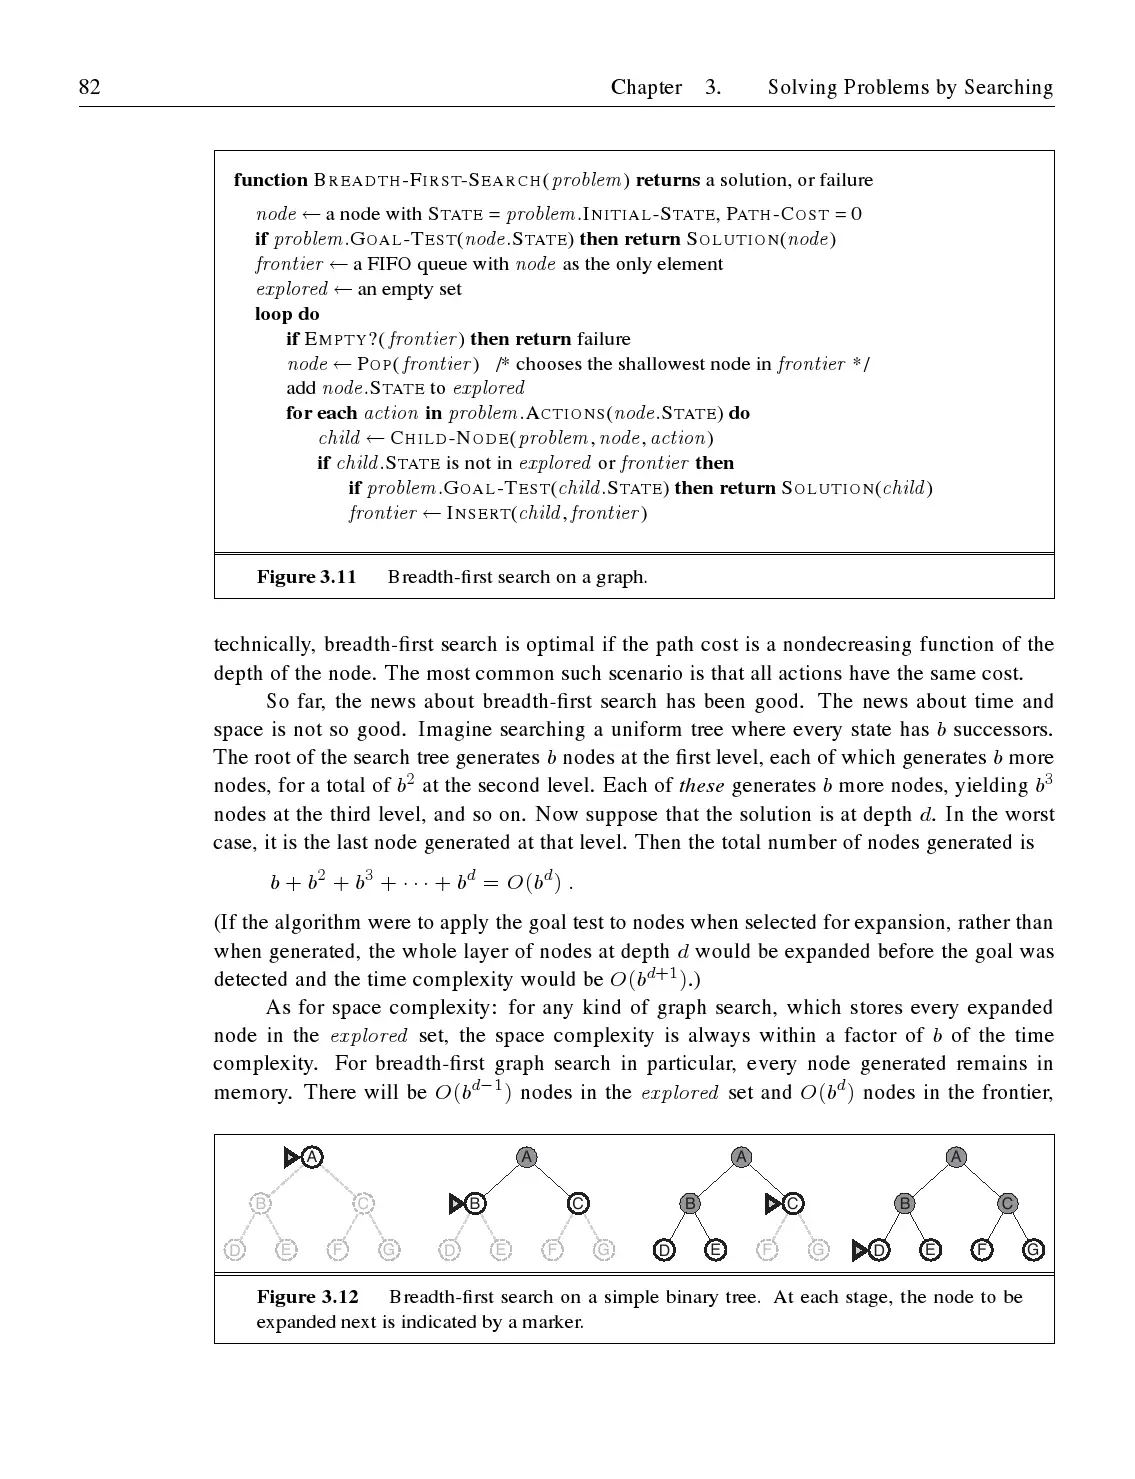 82 Chapter 3. Solving Problems by Searching
function BREADTH-FIRST-SEARCH(problem) returns a solution, or failure
node ← a node with STATE = problem.INITIAL-STATE, PATH-COST = 0
if problem.GOAL-TEST(node.STATE) then return SOLUTION(node)
frontier ← a FIFO queue with node as the only element
explored ← an empty set
loop do
if EMPTY?(frontier) then return failure
node ← POP(frontier) /* chooses the shallowest node in frontier */
add node.STATE to explored
for each action in problem.ACTIONS(node.STATE) do
child ← CHILD-NODE(problem, node, action)
if child.STATE is not in explored or frontier then
if problem.GOAL-TEST(child.STATE) then return SOLUTION(child)
frontier ← INSERT(child, frontier)
Figure 3.11 Breadth-first search on a graph.
technically, breadth-first search is optimal if the path cost is a nondecreasing function of the
depth of the node. The most common such scenario is that all actions have the same cost.
So far, the news about breadth-first search has been good. The news about time and
space is not so good. Imagine searching a uniform tree where every state has b successors.
The root of the search tree generates b nodes at the first level, each of which generates b more
nodes, for a total of b² at the second level. Each of these generates b more nodes, yielding b³
nodes at the third level, and so on. Now suppose that the solution is at depth d. In the worst
case, it is the last node generated at that level. Then the total number of nodes generated is
b + b² + b³ + · · · + b^d = O(b^d) .
(If the algorithm were to apply the goal test to nodes when selected for expansion, rather than
when generated, the whole layer of nodes at depth d would be expanded before the goal was
detected and the time complexity would be O(b^{d+1}).)
As for space complexity: for any kind of graph search, which stores every expanded
node in the explored set, the space complexity is always within a factor of b of the time
complexity. For breadth-first graph search in particular, every node generated remains in
memory. There will be O(b^{d−1}) nodes in the explored set and O(b^d) nodes in the frontier,
A A A A
B C B C B C B C
D E F G D E F G D E F G D E F G
Figure 3.12 Breadth-first search on a simple binary tree. At each stage, the node to be
expanded next is indicated by a marker.